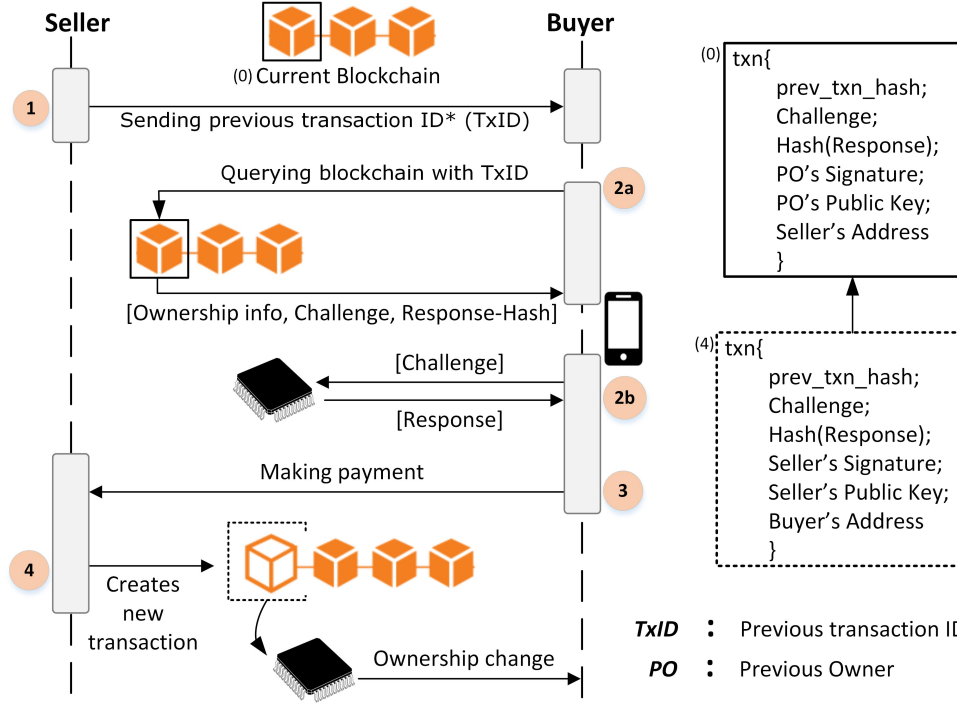 Seller
Buyer
(0) Current Blockchain
1
Sending previous transaction ID* (TxID)
Querying blockchain with TxID
2a
[Ownership info, Challenge, Response-Hash]
[Challenge]
2b
[Response]
Making payment
3
4
Creates
new
transaction
Ownership change
(0)
txn{
prev_txn_hash;
Challenge;
Hash(Response);
PO's Signature;
PO's Public Key;
Seller's Address
}
(4)
txn{
prev_txn_hash;
Challenge;
Hash(Response);
Seller's Signature;
Seller's Public Key;
Buyer's Address
}
TxID : Previous transaction ID
PO : Previous Owner